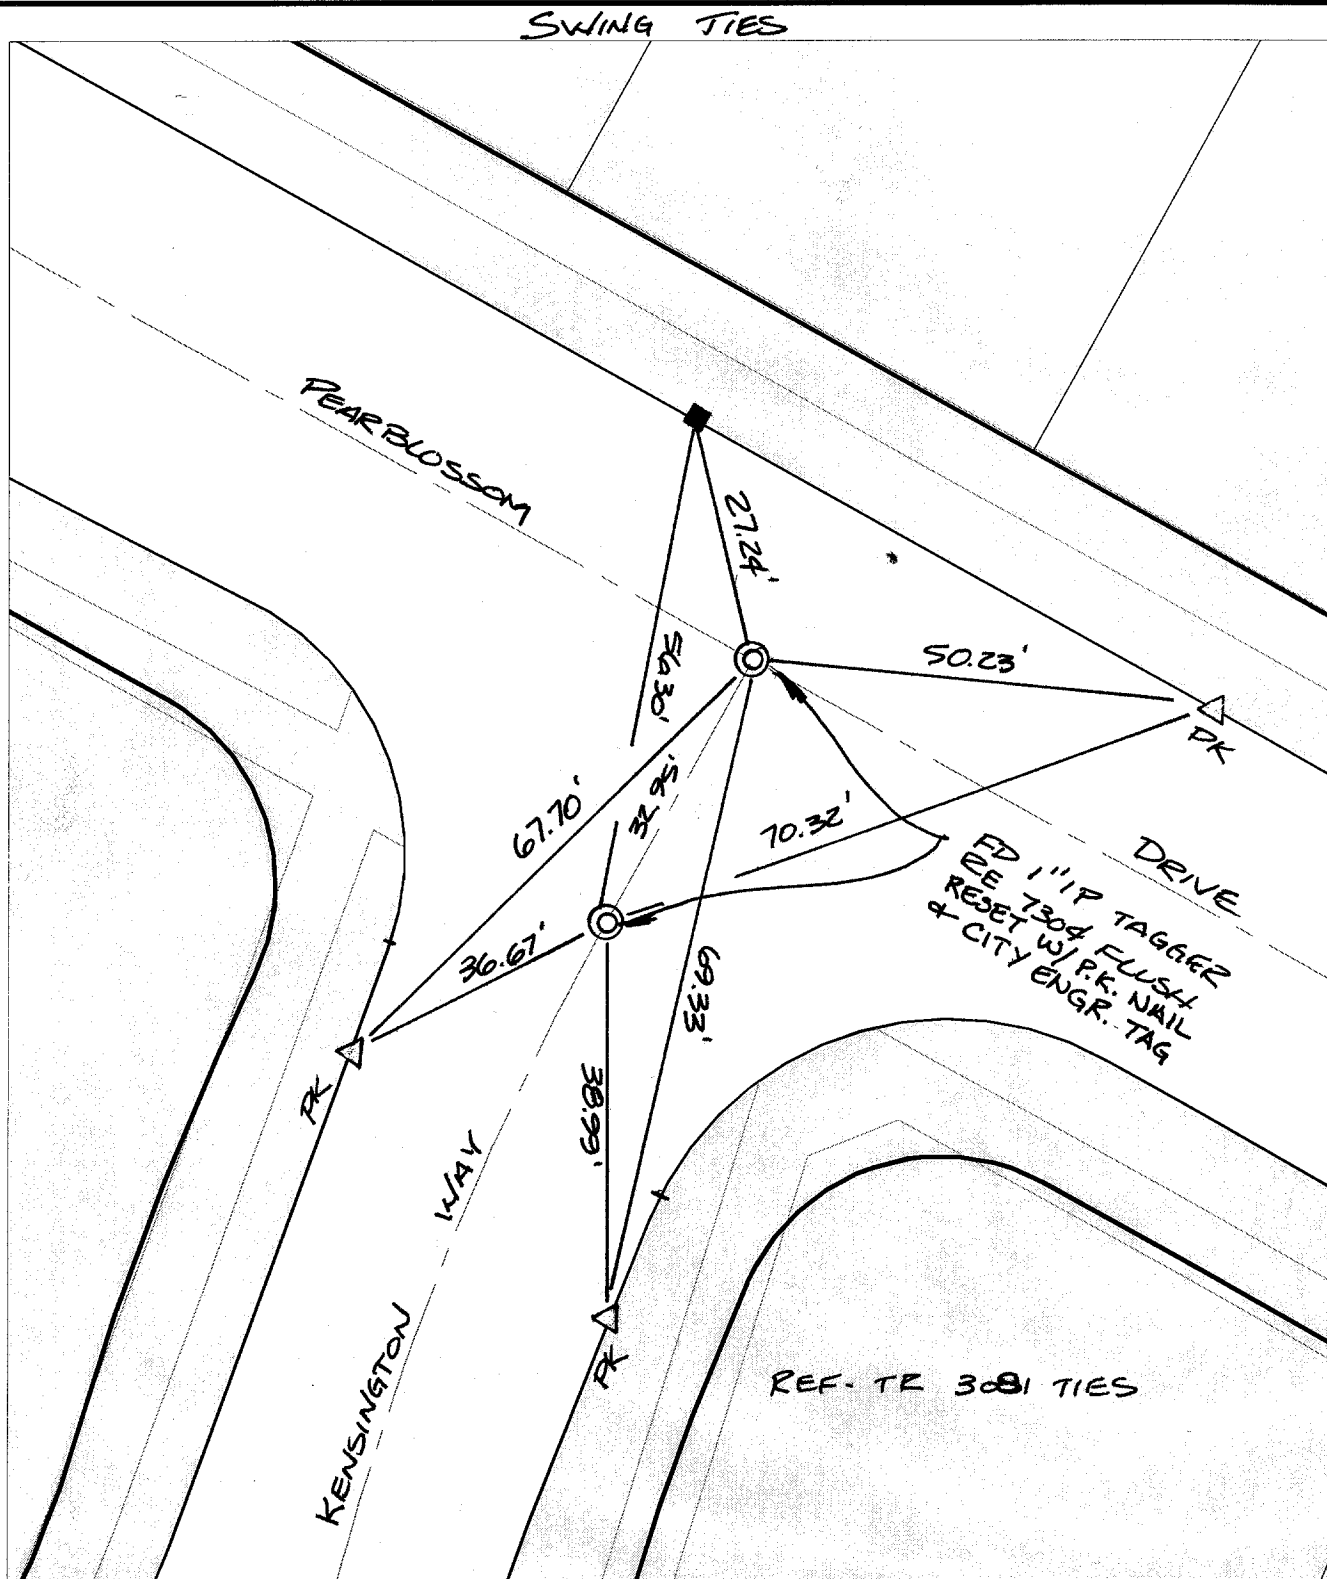 SWING TIES
PEARBLOSSOM
27.24'
56.30'
50.23'
PK
67.70'
32.95'
70.32'
DRIVE
FD 1" IP TAGGED
RE 7304 FLUSH
RESET W/ P.K. NAIL
& CITY ENGR. TAG
36.67'
69.33'
PK
38.99'
WAY
KENSINGTON
PK
REF. TR 3081 TIES